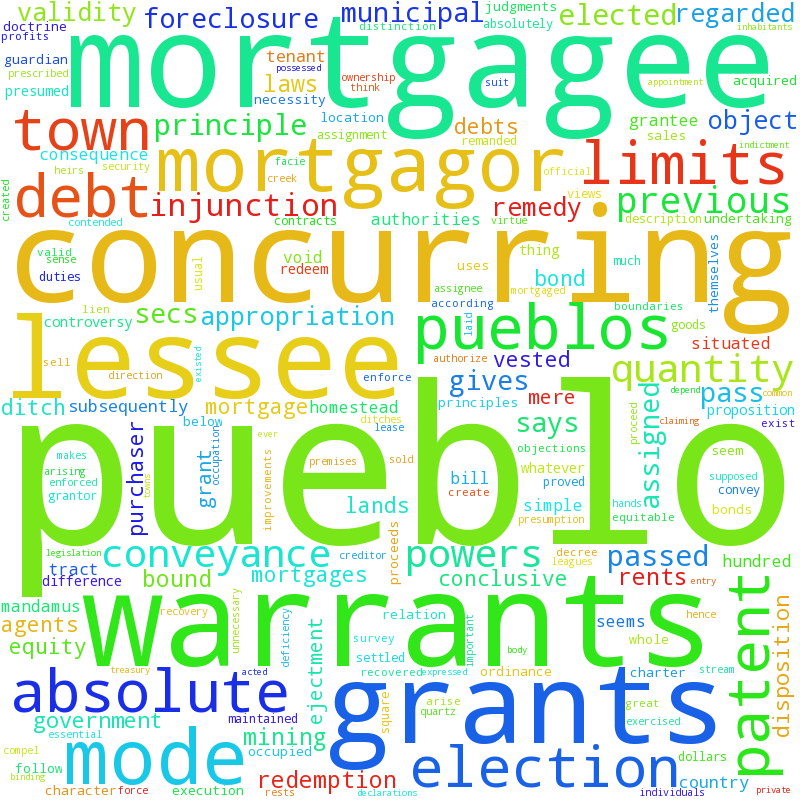 validity
foreclosure
municipal
judgments
absolutely
elected
regarded
doctrine
profits
distinction
inhabitants
mortgagee
guardian
prescribed
presumed
tenant
possessed
laws
necessity
ownership
think
suit
appointment
acquired
town
principle
location
assignment
debts
remanded
grantee
sales
object
indictment
consequence
heirs
security
mortgagor
facie
creek
official
views
limits
created
debt
injunction
contracts
authorities
virtue
remedy
previous
description
undertaking
contended
concurring
valid
sense
duties
void
redeem
usual
uses
assignee
thing
bond
much
themselves
according
mortgaged
boundaries
lien
controversy
secs
appropriation
laid
pueblos
goods
situated
lessee
sell
direction
existed
enforce
authorize
vested
quantity
gives
mere
depend
common
ditch
subsequently
mortgage
homestead
principles
pass
proposition
exist
below
lease
ditches
says
assigned
proceed
claiming
pueblo
purchaser
grant
occupation
ever
improvements
objections
whatever
seem
makes
arising
enforced
grantor
towns
premises
sold
bill
create
proved
supposed
convey
bonds
lands
simple
presumption
hands
equitable
legislation
conveyance
creditor
proceeds
powers
decree
leagues
passed
hundred
tract
difference
bound
mortgages
conclusive
rents
entry
mandamus
agents
equity
recovery
warrants
unnecessary
deficiency
relation
survey
settled
recovered
expressed
important
body
seems
whole
hence
ordinance
patent
disposition
treasury
acted
absolute
ejectment
grants
charter
stream
government
essential
maintained
mining
square
arise
quartz
great
exercised
compel
follow
binding
mode
occupied
election
dollars
country
character
force
execution
redemption
rests
declarations
individuals
private